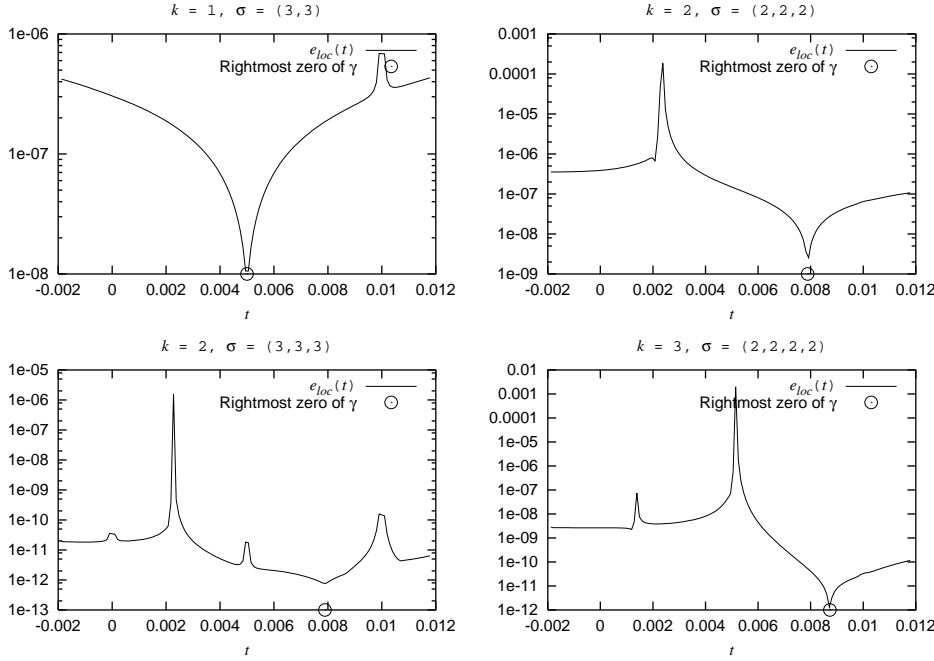 k = 1, σ = (3,3)
1e-06
1e-07
1e-08
-0.002 0 0.002 0.004 0.006 0.008 0.01 0.012
t
e_loc(t)
Rightmost zero of γ
k = 2, σ = (2,2,2)
0.001
0.0001
1e-05
1e-06
1e-07
1e-08
1e-09
-0.002 0 0.002 0.004 0.006 0.008 0.01 0.012
t
e_loc(t)
Rightmost zero of γ
k = 2, σ = (3,3,3)
1e-05
1e-06
1e-07
1e-08
1e-09
1e-10
1e-11
1e-12
1e-13
-0.002 0 0.002 0.004 0.006 0.008 0.01 0.012
t
e_loc(t)
Rightmost zero of γ
k = 3, σ = (2,2,2,2)
0.01
0.001
0.0001
1e-05
1e-06
1e-07
1e-08
1e-09
1e-10
1e-11
1e-12
-0.002 0 0.002 0.004 0.006 0.008 0.01 0.012
t
e_loc(t)
Rightmost zero of γ